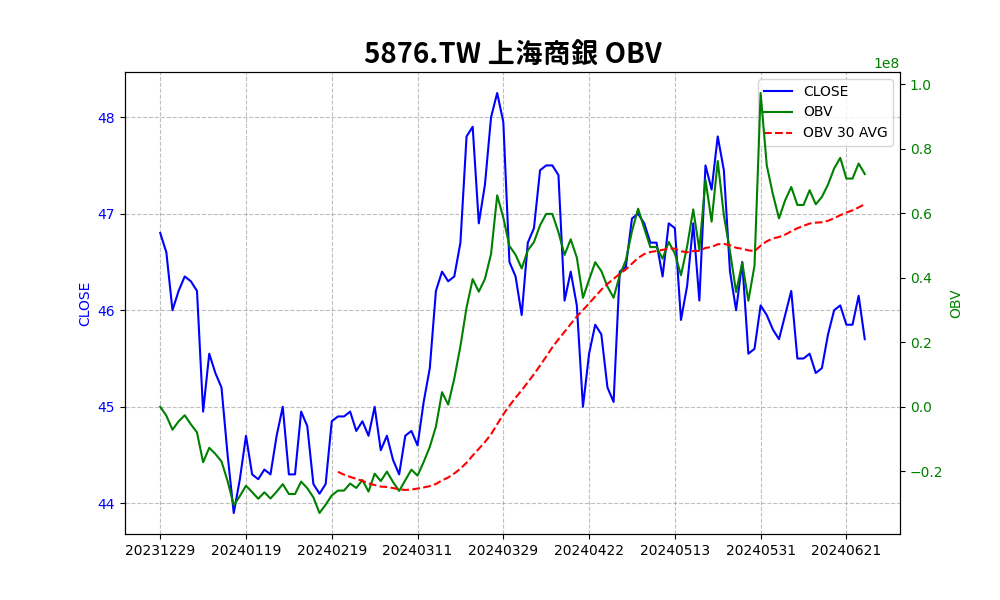 5876.TW 上海商銀 OBV
1e8
CLOSE
OBV
OBV 30 AVG
48
47
46
45
44
CLOSE
1.0
0.8
0.6
0.4
0.2
0.0
−0.2
OBV
20231229 20240119 20240219 20240311 20240329 20240422 20240513 20240531 20240621